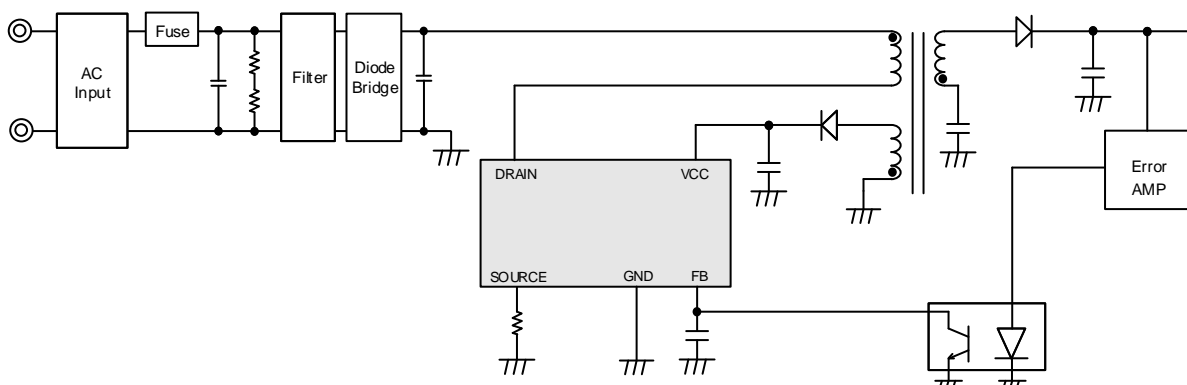 AC
Input
Fuse
Filter
Diode
Bridge
DRAIN
VCC
SOURCE
GND
FB
Error
AMP